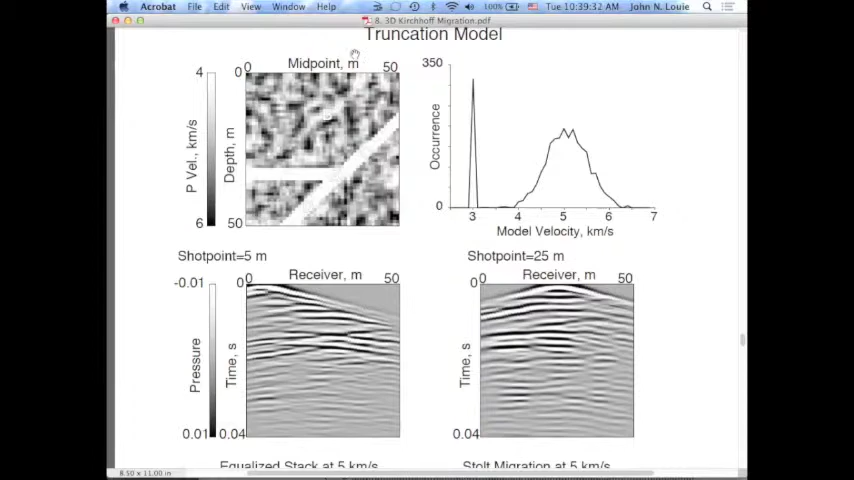 Acrobat File Edit View Window Help 100% Tue 10:39:32 AM John N. Louie
8. 3D Kirchhoff Migration.pdf
Truncation Model
Midpoint, m
0 50
4
0
P Vel., km/s
Depth, m
6
50
350
Occurrence
0
3 4 5 6 7
Model Velocity, km/s
Shotpoint=5 m
Receiver, m
0 50
-0.01
0
Pressure
Time, s
0.01
0.04
Shotpoint=25 m
Receiver, m
0 50
0
Time, s
0.04
Equalized Stack at 5 km/s
Stolt Migration at 5 km/s
8.50 x 11.00 in